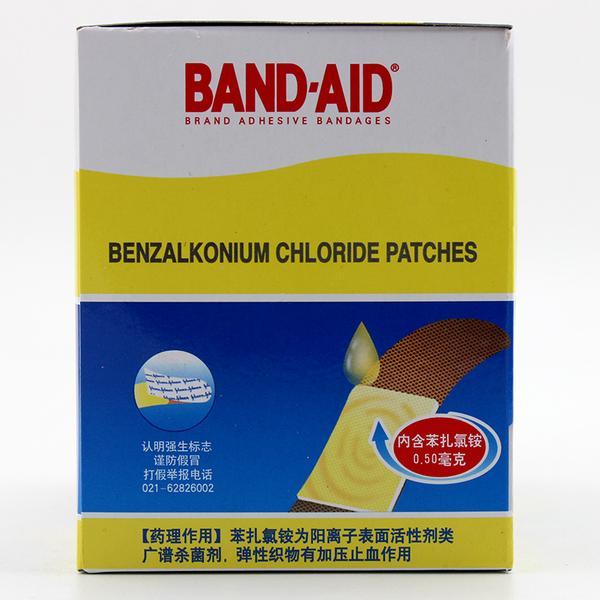 BAND-AID®
BRAND ADHESIVE BANDAGES
BENZALKONIUM CHLORIDE PATCHES
内含苯扎氯铵
0.50毫克
认明强生标志
谨防假冒
打假举报电话
021-62826002
【药理作用】苯扎氯铵为阳离子表面活性剂类
广谱杀菌剂，弹性织物有加压止血作用